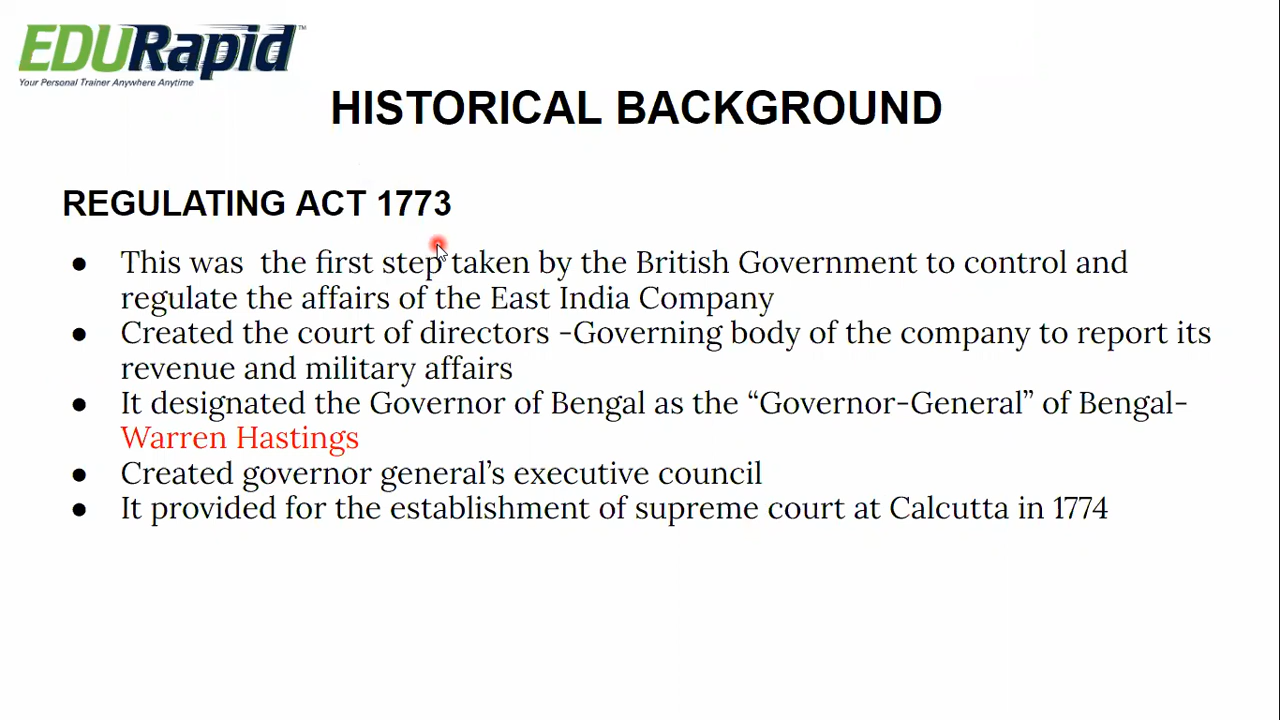 EDURapid™
Your Personal Trainer Anywhere Anytime
HISTORICAL BACKGROUND
REGULATING ACT 1773
● This was  the first step taken by the British Government to control and
regulate the affairs of the East India Company
● Created the court of directors -Governing body of the company to report its
revenue and military affairs
● It designated the Governor of Bengal as the “Governor-General” of Bengal-
Warren Hastings
● Created governor general’s executive council
● It provided for the establishment of supreme court at Calcutta in 1774